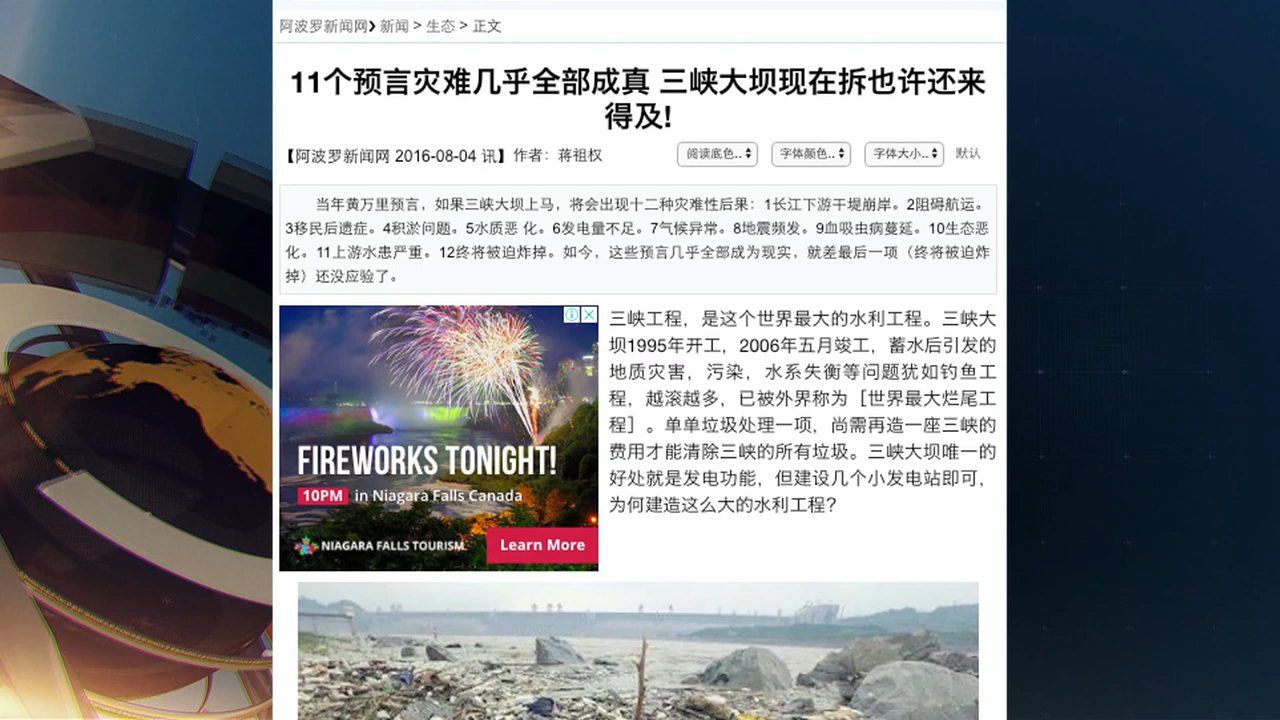 阿波罗新闻网❯ 新闻 > 生态 > 正文
11个预言灾难几乎全部成真 三峡大坝现在拆也许还来
得及!
【阿波罗新闻网 2016-08-04 讯】作者：蒋祖权
阅读底色.. 字体颜色.. 字体大小.. 默认
当年黄万里预言，如果三峡大坝上马，将会出现十二种灾难性后果：1长江下游干堤崩岸。2阻碍航运。
3移民后遗症。4积淤问题。5水质恶 化。6发电量不足。7气候异常。8地震频发。9血吸虫病蔓延。10生态恶
化。11上游水患严重。12终将被迫炸掉。如今，这些预言几乎全部成为现实，就差最后一项（终将被迫炸
掉）还没应验了。
FIREWORKS TONIGHT!
10PM in Niagara Falls Canada
NIAGARA FALLS TOURISM
Learn More
三峡工程，是这个世界最大的水利工程。三峡大
坝1995年开工，2006年五月竣工，蓄水后引发的
地质灾害，污染，水系失衡等问题犹如钓鱼工
程，越滚越多，已被外界称为［世界最大烂尾工
程］。单单垃圾处理一项，尚需再造一座三峡的
费用才能清除三峡的所有垃圾。三峡大坝唯一的
好处就是发电功能，但建设几个小发电站即可，
为何建造这么大的水利工程？